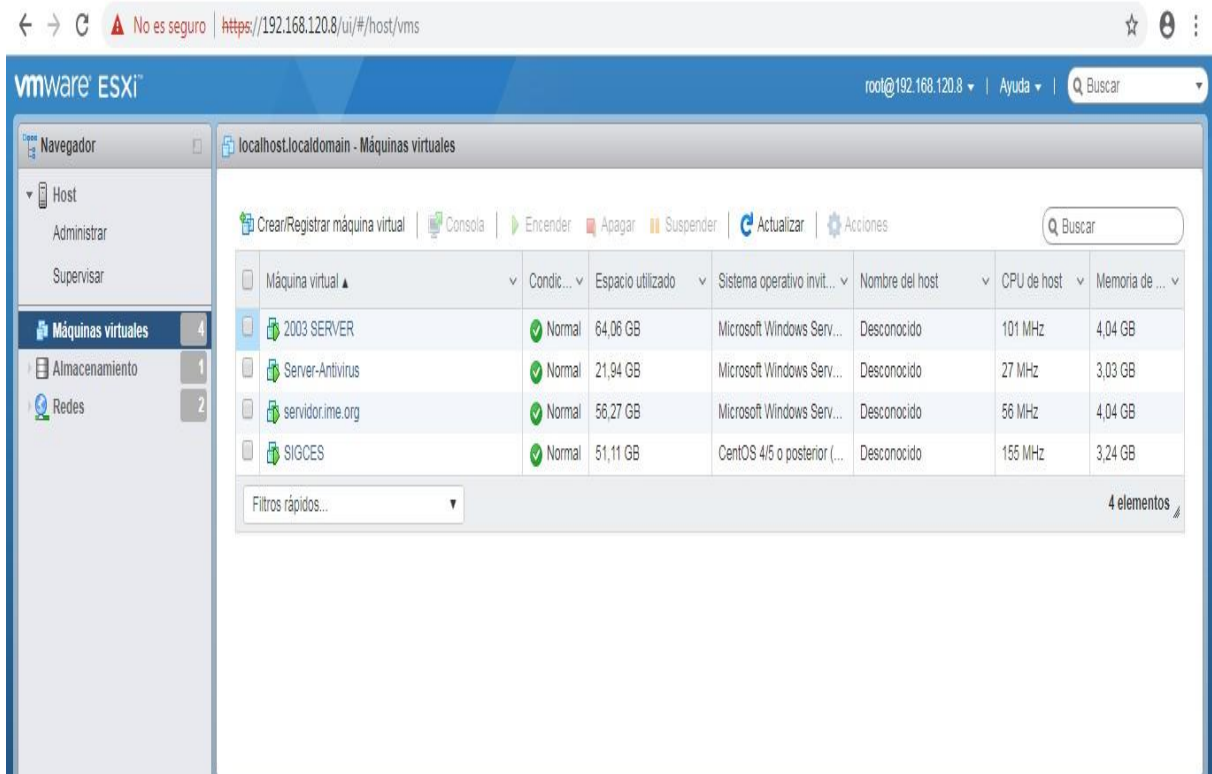 No es seguro | https://192.168.120.8/ui/#/host/vms
vmware ESXi™
root@192.168.120.8 | Ayuda | Buscar
Navegador
localhost.localdomain - Máquinas virtuales
Host
Administrar
Supervisar
Máquinas virtuales 4
Almacenamiento 1
Redes 2
Crear/Registrar máquina virtual | Consola | Encender Apagar Suspender | Actualizar | Acciones
Buscar
Máquina virtual Condic... Espacio utilizado Sistema operativo invit... Nombre del host CPU de host Memoria de ...
2003 SERVER Normal 64,06 GB Microsoft Windows Serv... Desconocido 101 MHz 4,04 GB
Server-Antivirus Normal 21,94 GB Microsoft Windows Serv... Desconocido 27 MHz 3,03 GB
servidor.ime.org Normal 56,27 GB Microsoft Windows Serv... Desconocido 56 MHz 4,04 GB
SIGCES Normal 51,11 GB CentOS 4/5 o posterior (... Desconocido 155 MHz 3,24 GB
Filtros rápidos...
4 elementos